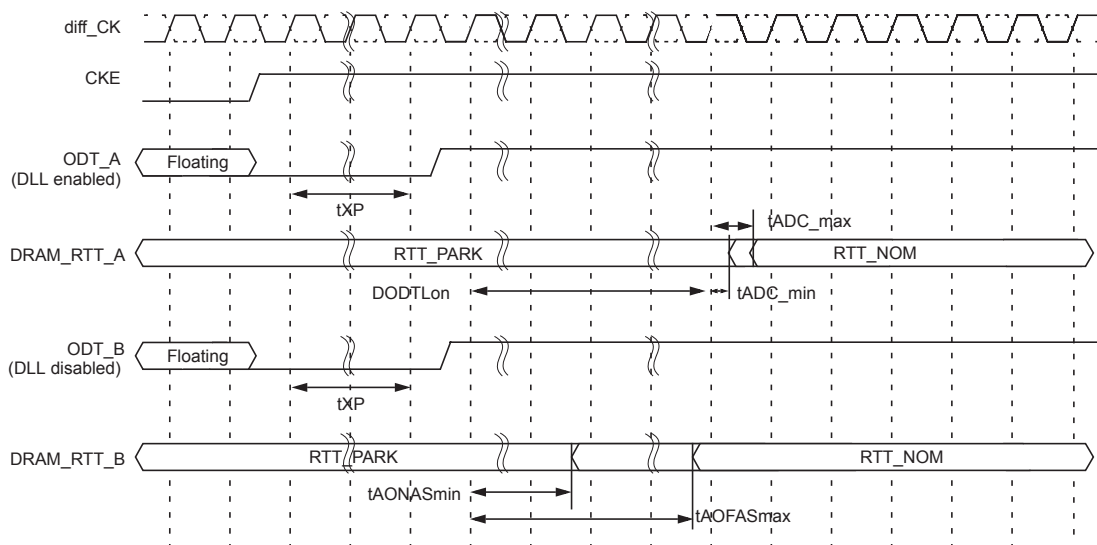 diff_CK
CKE
ODT_A
(DLL enabled)
Floating
tXP
tADC_max
DRAM_RTT_A
RTT_PARK
RTT_NOM
DODTLon
tADC_min
ODT_B
(DLL disabled)
Floating
tXP
DRAM_RTT_B
RTT_PARK
RTT_NOM
tAONASmin
tAOFASmax